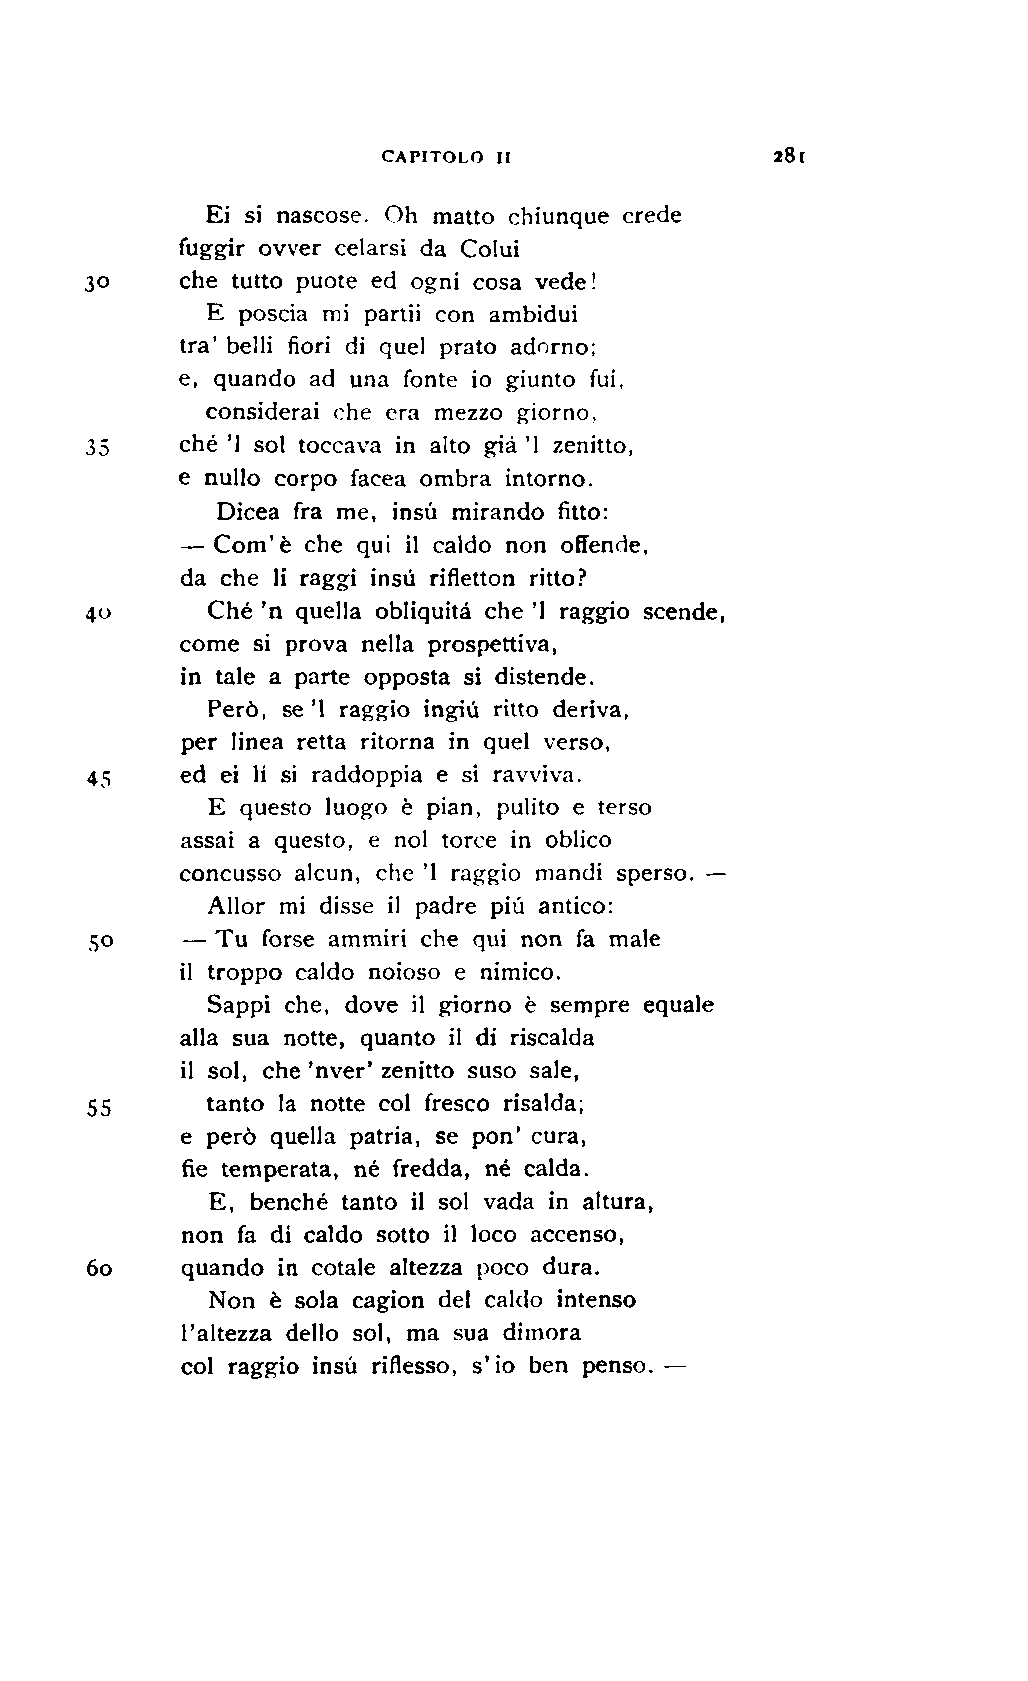 CAPITOLO II 281
Ei si nascose. Oh matto chiunque crede
fuggir ovver celarsi da Colui
30 che tutto puote ed ogni cosa vede!
E poscia mi partii con ambidui
tra' belli fiori di quel prato adorno;
e, quando ad una fonte io giunto fui,
considerai che era mezzo giorno,
35 ché 'l sol toccava in alto giá 'l zenitto,
e nullo corpo facea ombra intorno.
Dicea fra me, insú mirando fitto:
— Com'è che qui il caldo non offende,
da che li raggi insú rifletton ritto?
40 Ché 'n quella obliquitá che 'l raggio scende,
come si prova nella prospettiva,
in tale a parte opposta si distende.
Però, se 'l raggio ingiú ritto deriva,
per linea retta ritorna in quel verso,
45 ed ei lí si raddoppia e si ravviva.
E questo luogo è pian, pulito e terso
assai a questo, e nol torce in oblico
concusso alcun, che 'l raggio mandi sperso. —
Allor mi disse il padre piú antico:
50 — Tu forse ammiri che qui non fa male
il troppo caldo noioso e nimico.
Sappi che, dove il giorno è sempre equale
alla sua notte, quanto il dí riscalda
il sol, che 'nver' zenitto suso sale,
55 tanto la notte col fresco risalda;
e però quella patria, se pon' cura,
fie temperata, né fredda, né calda.
E, benché tanto il sol vada in altura,
non fa di caldo sotto il loco accenso,
60 quando in cotale altezza poco dura.
Non è sola cagion del caldo intenso
l'altezza dello sol, ma sua dimora
col raggio insú riflesso, s'io ben penso. —